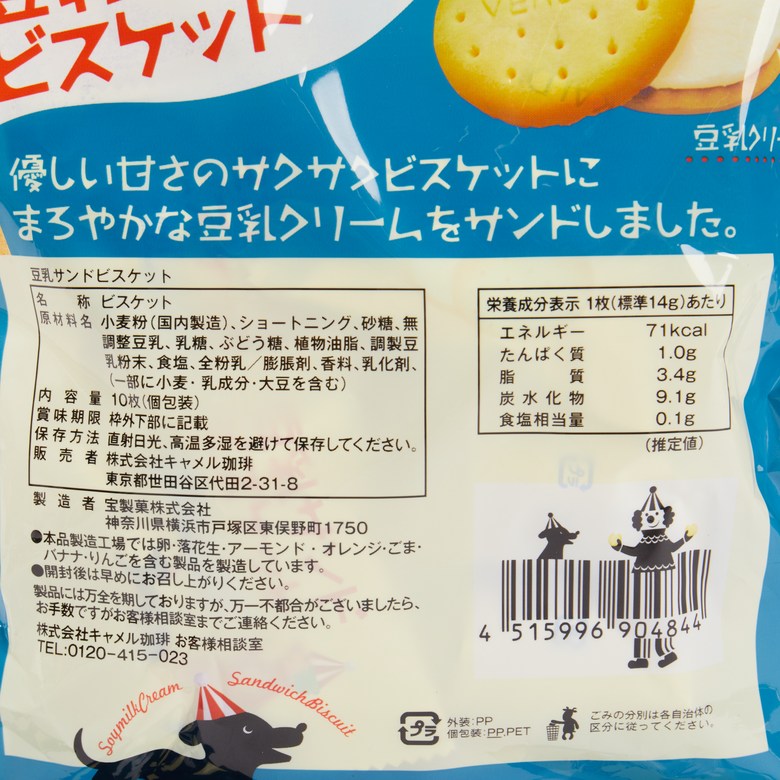 ビスケット
豆乳クリー
優しい甘さのサクサクビスケットに
まろやかな豆乳クリームをサンドしました。
豆乳サンドビスケット
名称 ビスケット
原材料名 小麦粉(国内製造)、ショートニング、砂糖、無
調整豆乳、乳糖、ぶどう糖、植物油脂、調製豆
乳粉末、食塩、全粉乳/膨脹剤、香料、乳化剤、
(一部に小麦・乳成分・大豆を含む)
内容量 10枚(個包装)
賞味期限 枠外下部に記載
保存方法 直射日光、高温多湿を避けて保存してください。
販売者 株式会社キャメル珈琲
東京都世田谷区代田2-31-8
製造者 宝製菓株式会社
神奈川県横浜市戸塚区東俣野町1750
●本品製造工場では卵・落花生・アーモンド・オレンジ・ごま・
バナナ・りんごを含む製品を製造しています。
●開封後は早めにお召し上がりください。
製品には万全を期しておりますが、万一不都合がございましたら、
お手数ですがお客様相談室までご連絡ください。
株式会社キャメル珈琲 お客様相談室
TEL:0120-415-023
栄養成分表示 1枚(標準14g)あたり
エネルギー 71kcal
たんぱく質 1.0g
脂質 3.4g
炭水化物 9.1g
食塩相当量 0.1g
(推定値)
4 515996 904844
Soymilk Cream Sandwich Biscuit
プラ
外装:PP
個包装:PP,PET
ごみの分別は各自治体の
区分に従ってください。